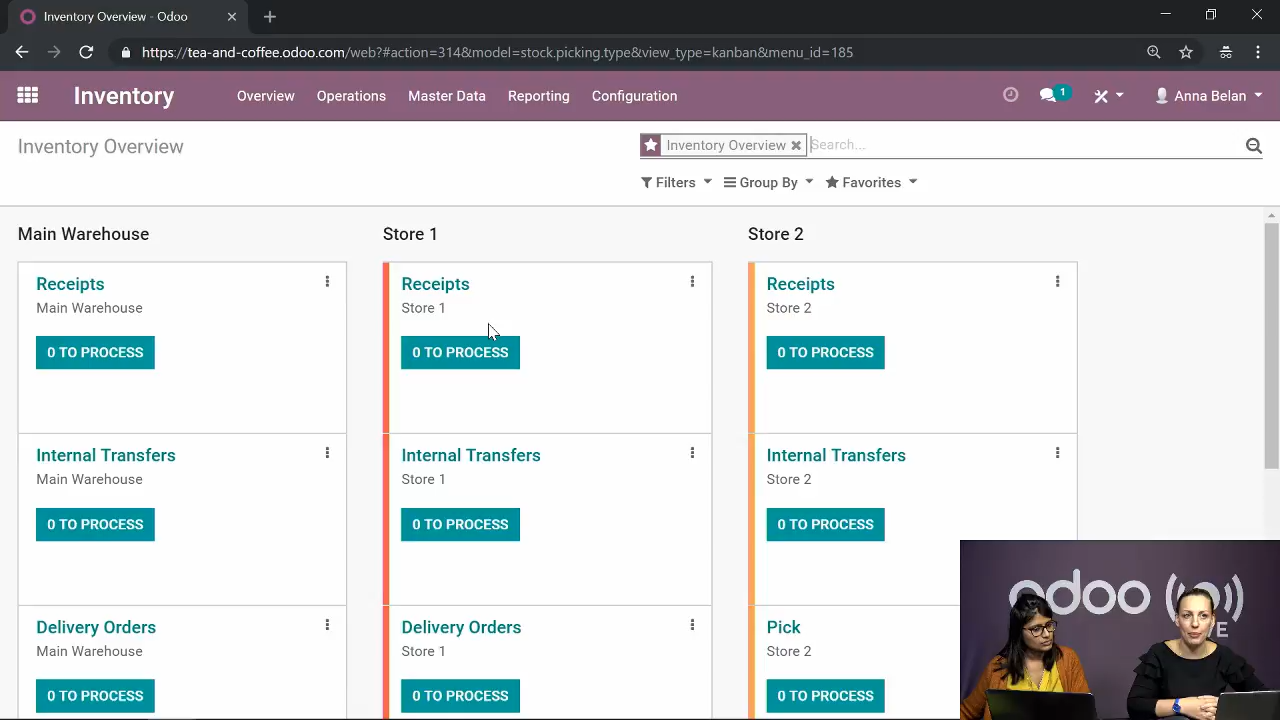 Inventory Overview - Odoo
https://tea-and-coffee.odoo.com/web?#action=314&model=stock.picking.type&view_type=kanban&menu_id=185
Inventory Overview Operations Master Data Reporting Configuration 1 Anna Belan
Inventory Overview
Inventory Overview Search...
Filters Group By Favorites
Main Warehouse Store 1 Store 2
Receipts Receipts Receipts
Main Warehouse Store 1 Store 2
0 TO PROCESS 0 TO PROCESS 0 TO PROCESS
Internal Transfers Internal Transfers Internal Transfers
Main Warehouse Store 1 Store 2
0 TO PROCESS 0 TO PROCESS 0 TO PROCESS
Delivery Orders Delivery Orders Pick
Main Warehouse Store 1 Store 2
0 TO PROCESS 0 TO PROCESS 0 TO PROCESS
odoo